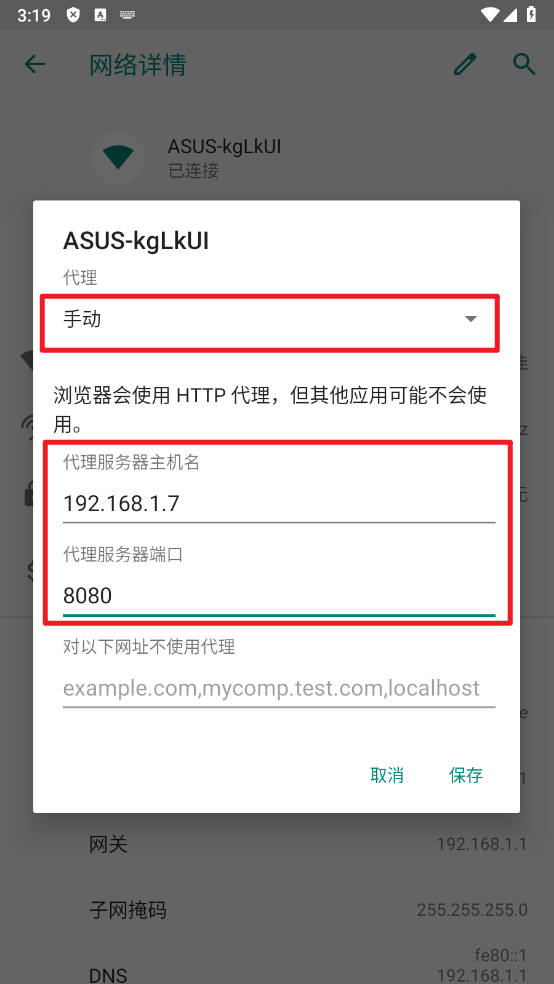 3:19
网络详情
ASUS-kgLkUI
已连接
ASUS-kgLkUI
代理
手动
浏览器会使用 HTTP 代理，但其他应用可能不会使
用。
代理服务器主机名
192.168.1.7
代理服务器端口
8080
对以下网址不使用代理
example.com,mycomp.test.com,localhost
取消
保存
网关
192.168.1.1
子网掩码
255.255.255.0
fe80::1
DNS
192.168.1.1